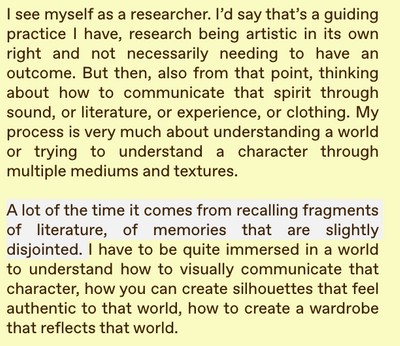 I see myself as a researcher. I'd say that's a guiding
practice I have, research being artistic in its own
right and not necessarily needing to have an
outcome. But then, also from that point, thinking
about how to communicate that spirit through
sound, or literature, or experience, or clothing. My
process is very much about understanding a world
or trying to understand a character through
multiple mediums and textures.
A lot of the time it comes from recalling fragments
of literature, of memories that are slightly
disjointed. I have to be quite immersed in a world
to understand how to visually communicate that
character, how you can create silhouettes that feel
authentic to that world, how to create a wardrobe
that reflects that world.